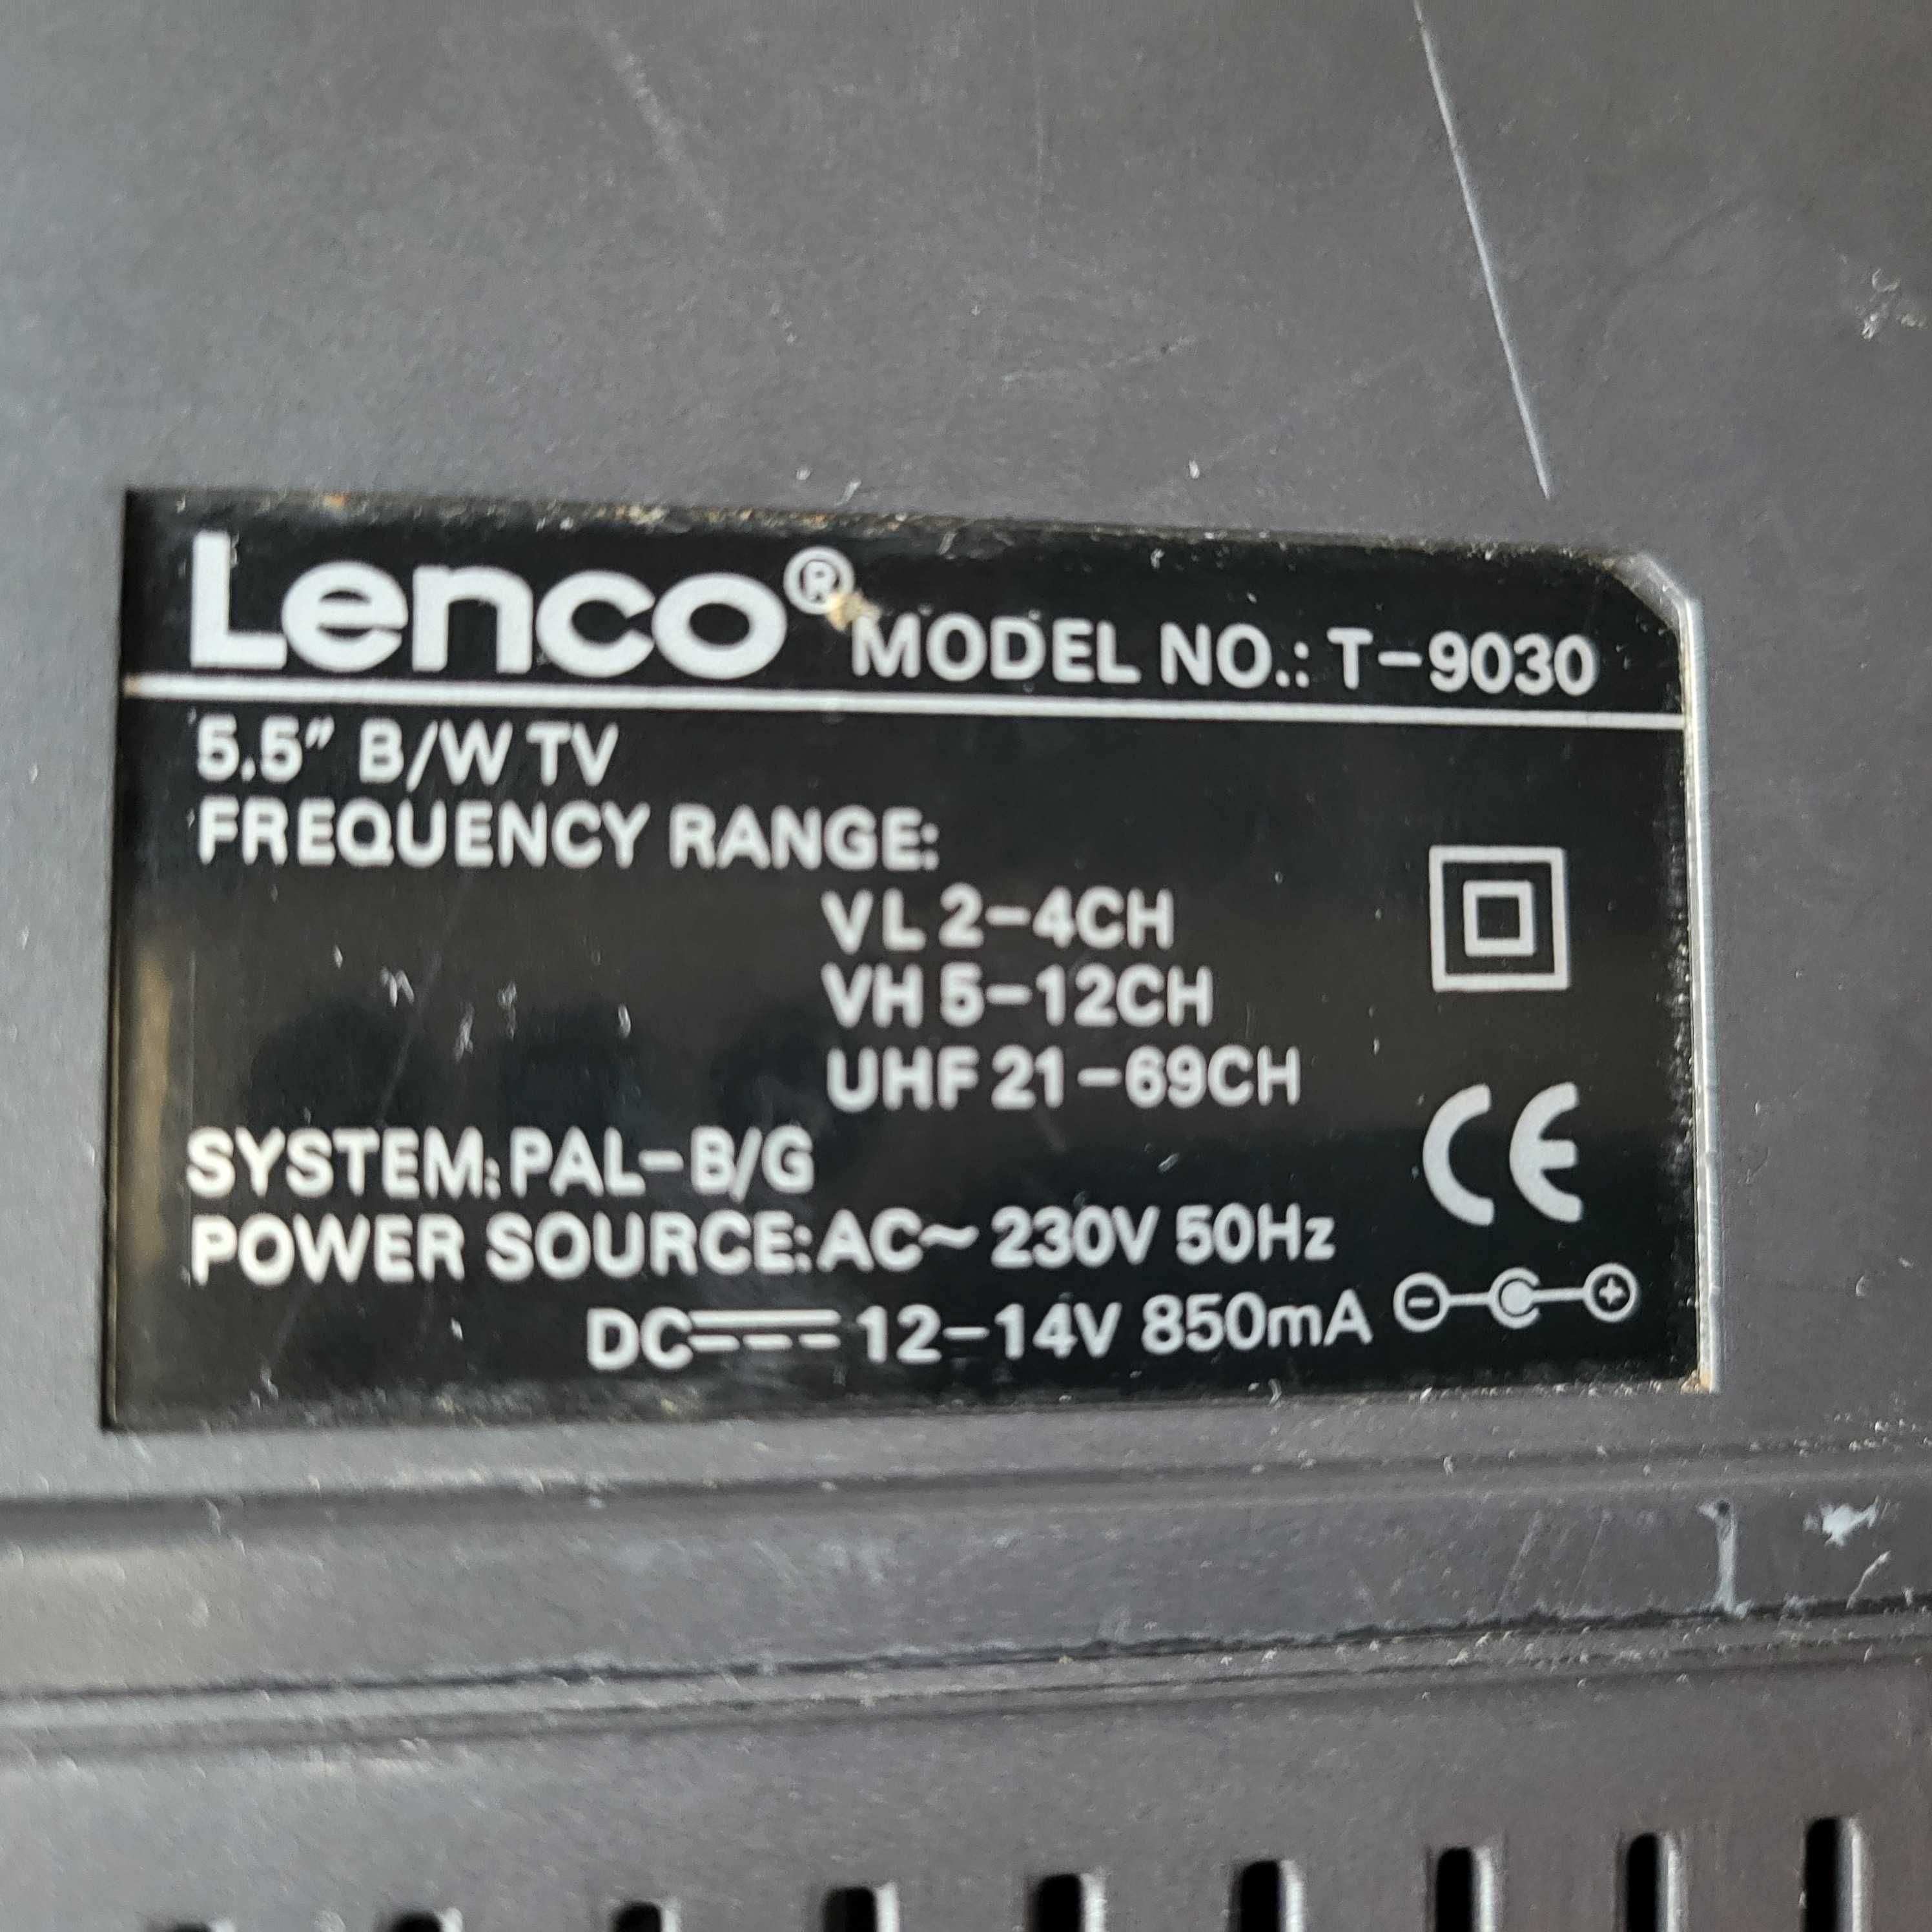 Lenco® MODEL NO.: T-9030
5.5" B/W TV
FREQUENCY RANGE:
VL 2-4CH
VH 5-12CH
UHF 21-69CH
SYSTEM: PAL-B/G
POWER SOURCE: AC~ 230V 50Hz
DC⎓ 12-14V 850mA
CE